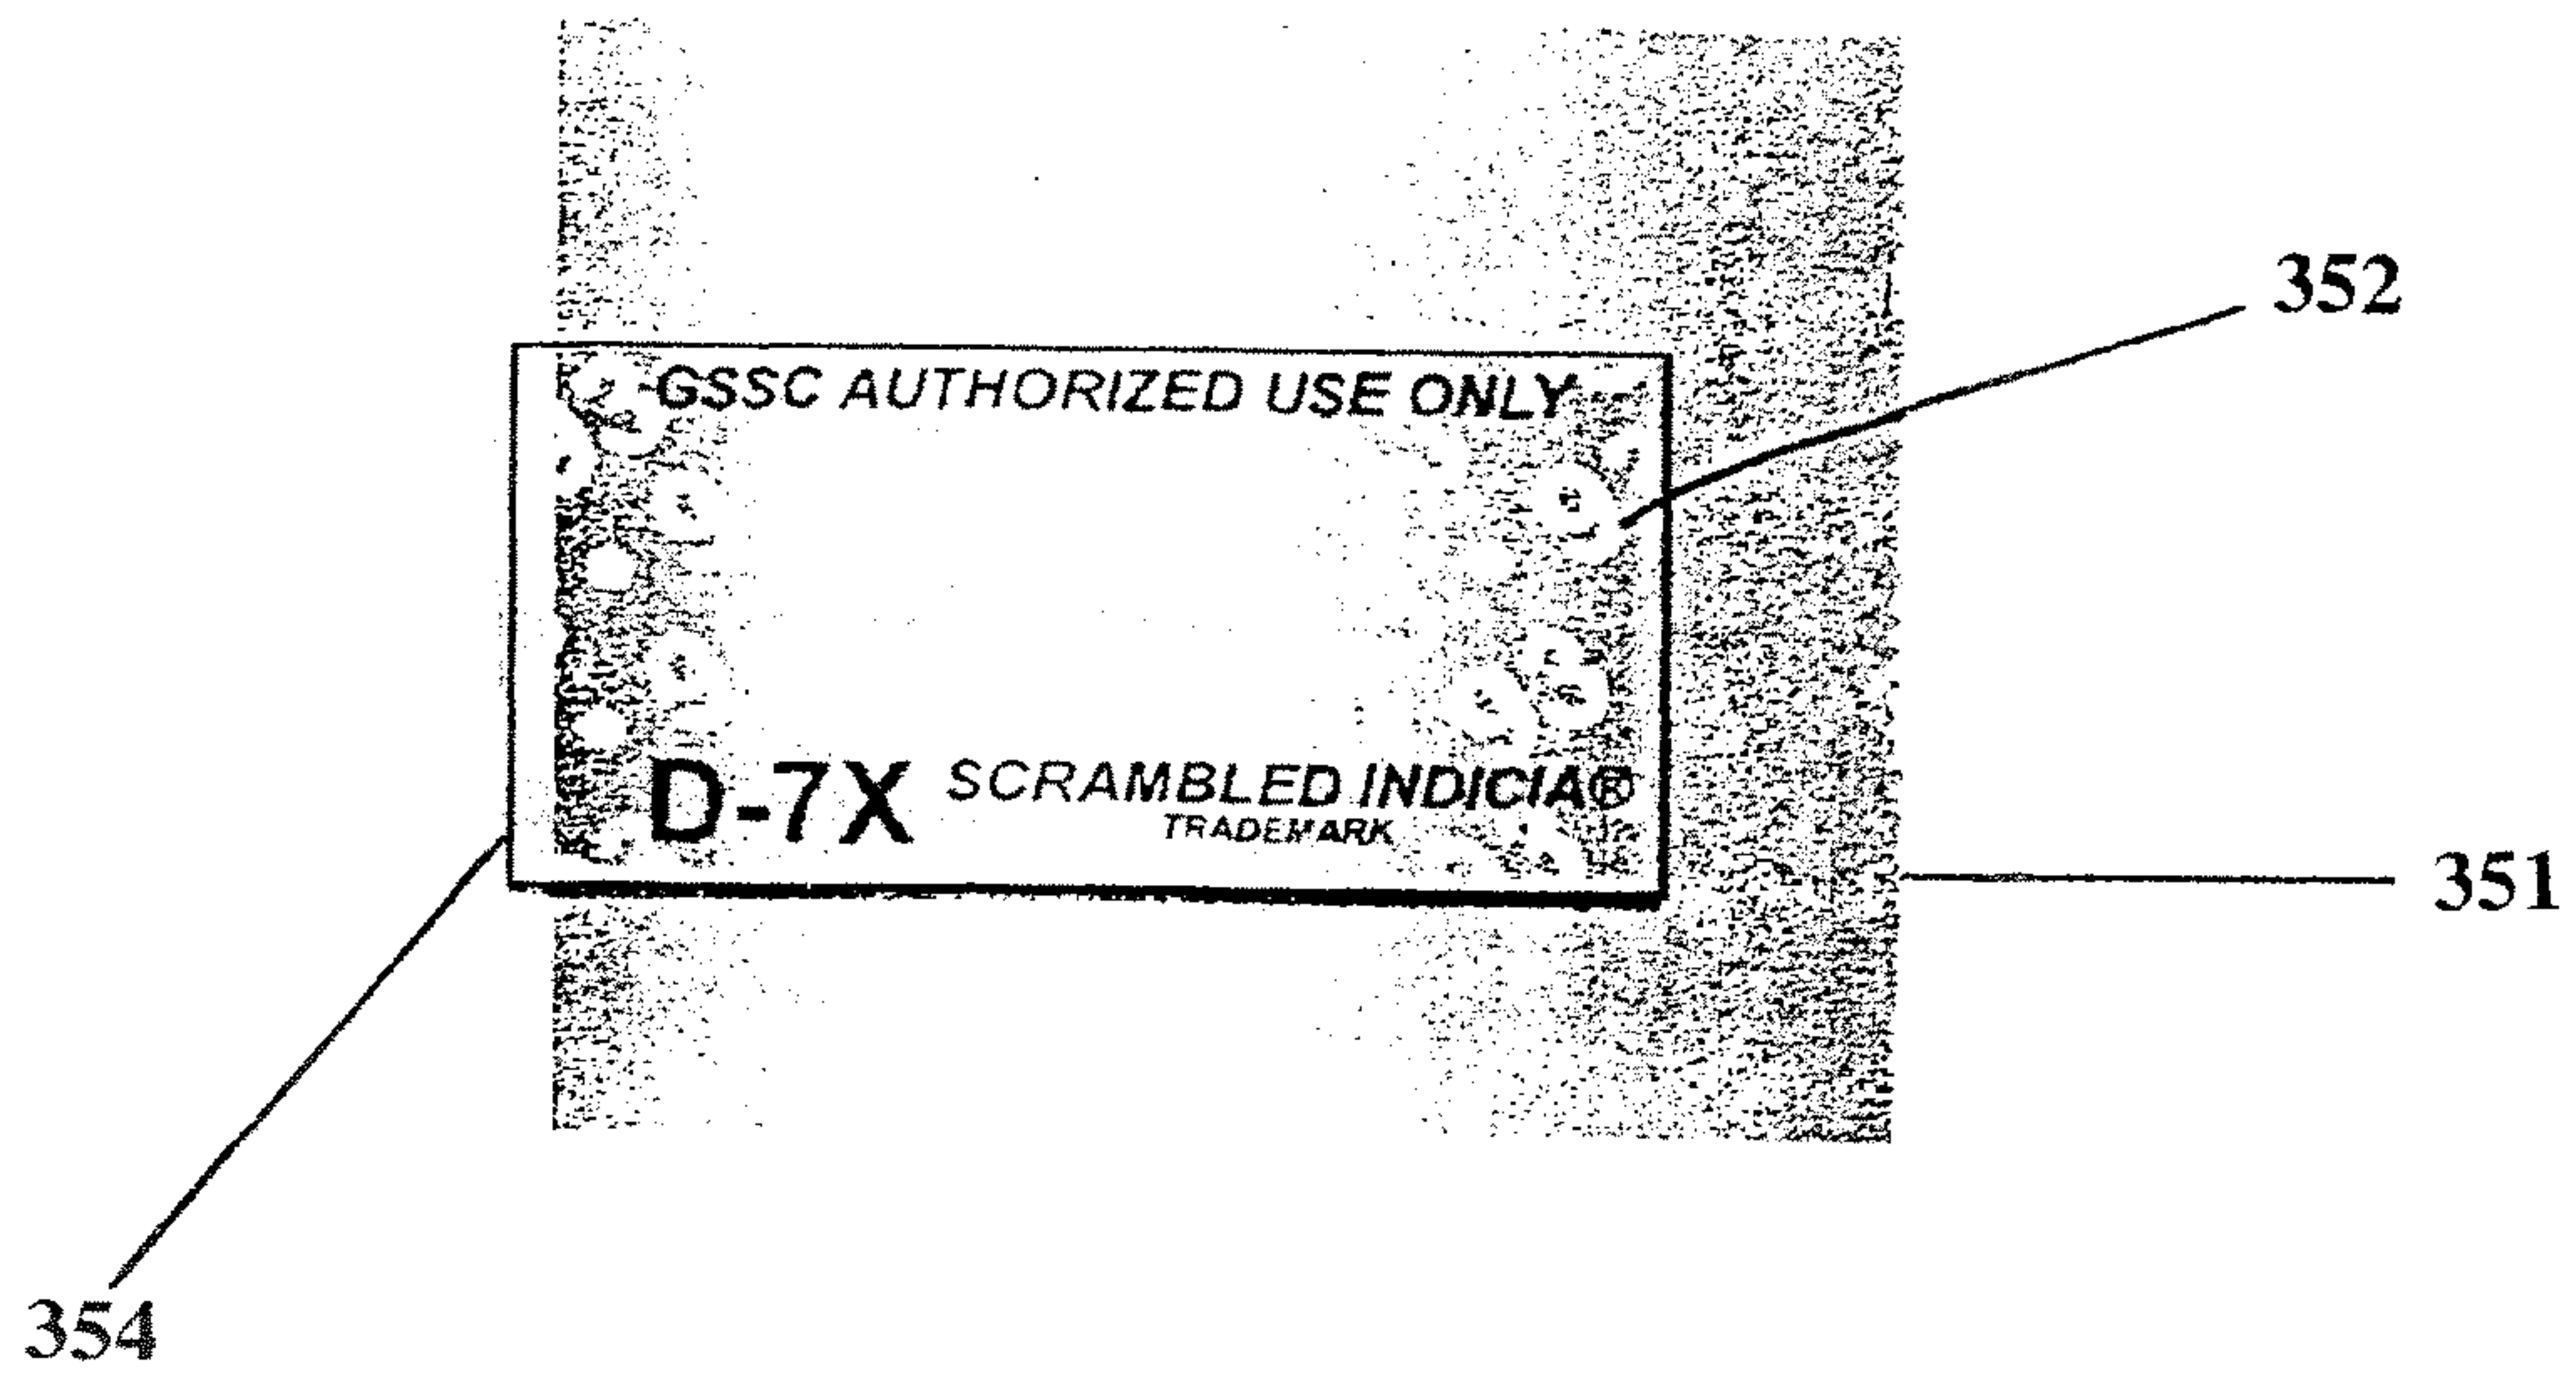 GSSC AUTHORIZED USE ONLY
352
D-7X SCRAMBLED INDICIA®
TRADEMARK
351
354